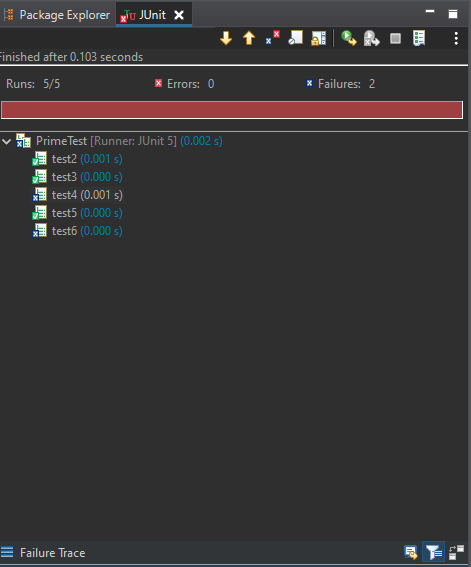 Package Explorer JUnit
Finished after 0.103 seconds
Runs: 5/5 Errors: 0 Failures: 2
PrimeTest [Runner: JUnit 5] (0.002 s)
test2 (0.001 s)
test3 (0.000 s)
test4 (0.001 s)
test5 (0.000 s)
test6 (0.000 s)
Failure Trace